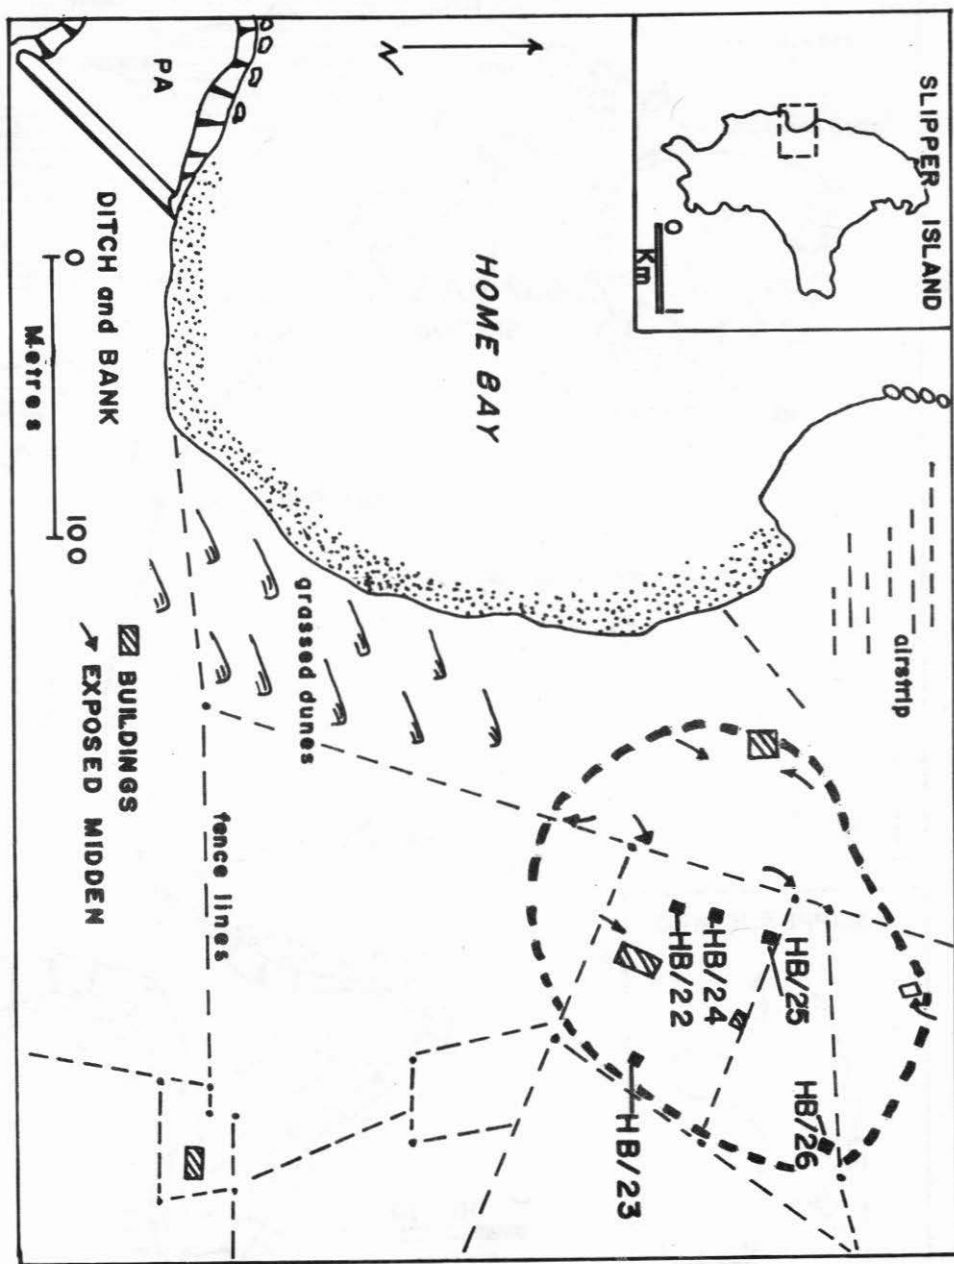 SLIPPER ISLAND
0 1
Km
N
HOME BAY
PA
DITCH and BANK
0 100
Metres
airstrip
grassed dunes
fence lines
HB/25
HB/24
HB/22
HB/26
HB/23
BUILDINGS
EXPOSED MIDDEN